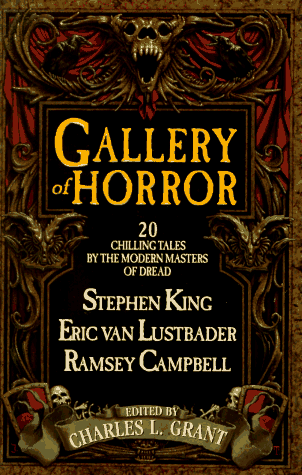 GALLERY
of HORROR
20
CHILLING TALES
BY THE MODERN MASTERS
OF DREAD
STEPHEN KING
ERIC VAN LUSTBADER
RAMSEY CAMPBELL
EDITED BY
CHARLES L. GRANT